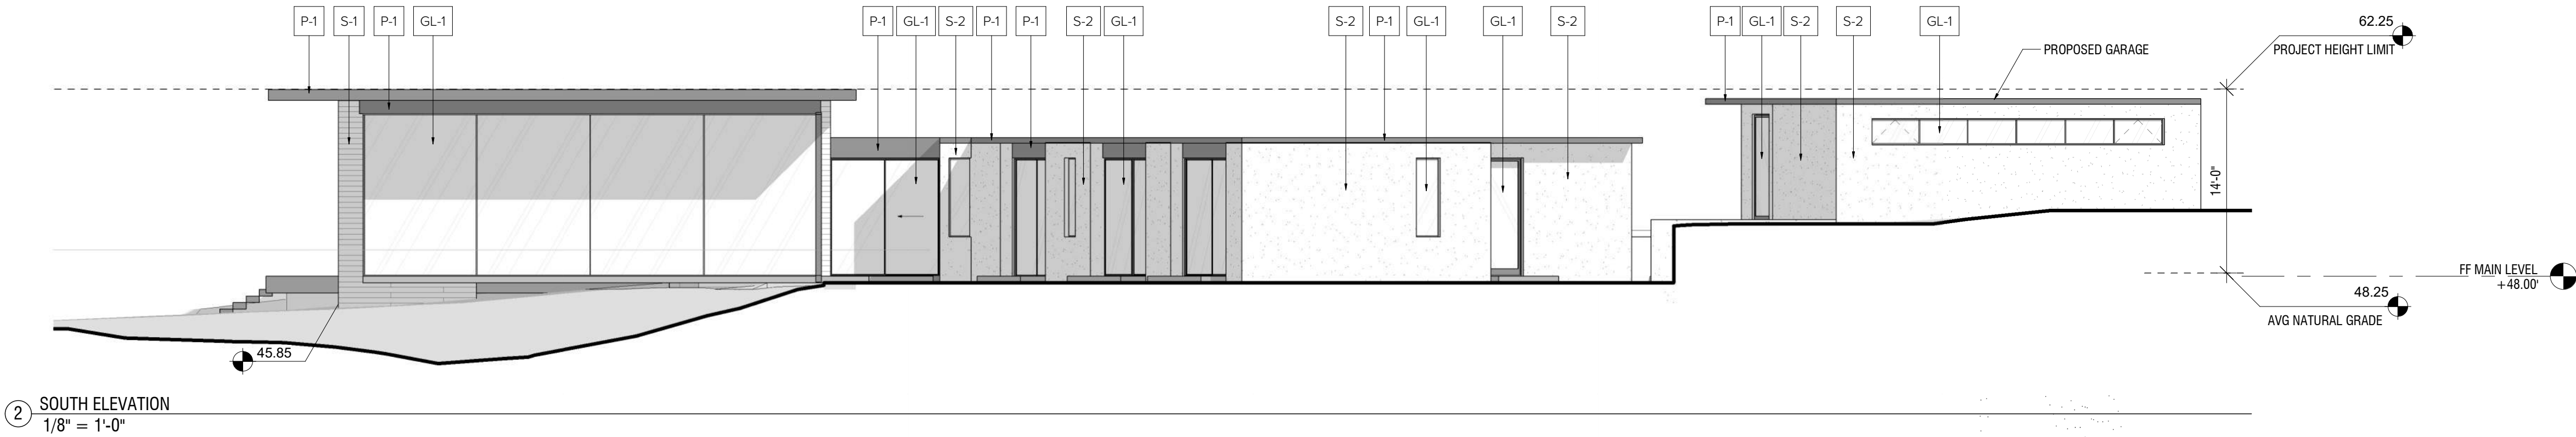 P-1 S-1 P-1 GL-1 P-1 GL-1 S-2 P-1 P-1 S-2 GL-1 S-2 P-1 GL-1 GL-1 S-2 P-1 GL-1 S-2 S-2 GL-1
62.25
PROJECT HEIGHT LIMIT
PROPOSED GARAGE
14'-0"
FF MAIN LEVEL
+48.00'
48.25
AVG NATURAL GRADE
45.85
2 SOUTH ELEVATION
1/8" = 1'-0"